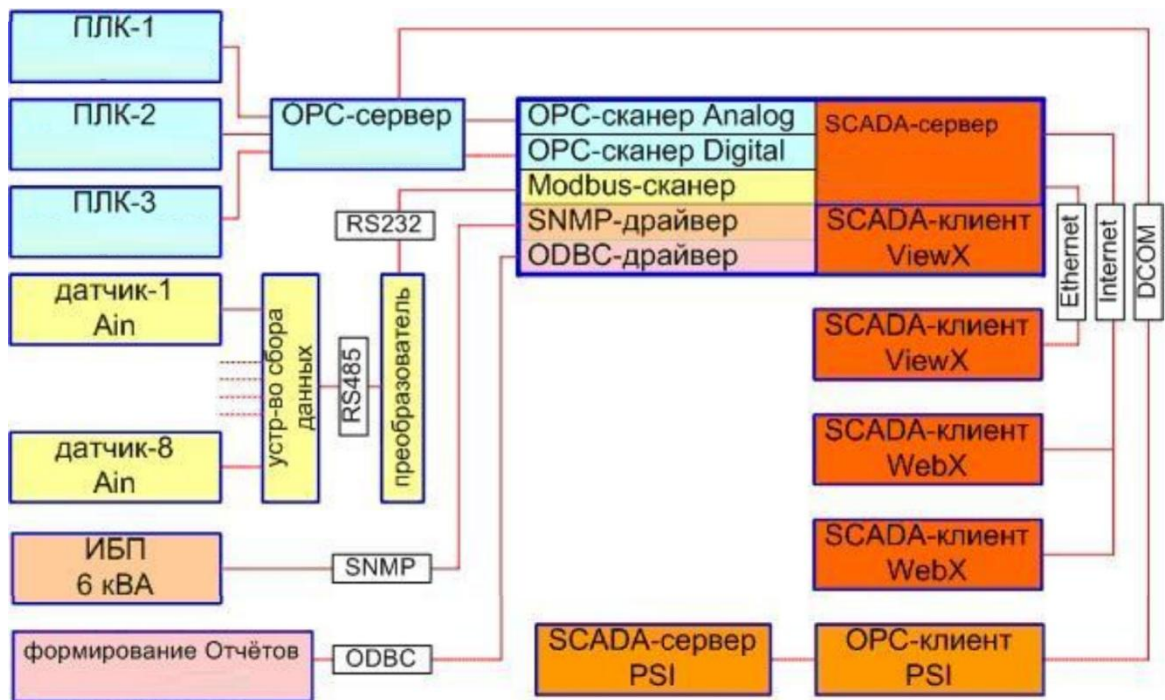 ПЛК-1
ПЛК-2
ПЛК-3
OPC-сервер
OPC-сканер Analog
OPC-сканер Digital
Modbus-сканер
SNMP-драйвер
ODBC-драйвер
SCADA-сервер
SCADA-клиент
ViewX
RS232
датчик-1
Ain
датчик-8
Ain
устр-во сбора
данных
RS485
преобразователь
Ethernet
Internet
DCOM
SCADA-клиент
ViewX
SCADA-клиент
WebX
SCADA-клиент
WebX
ИБП
6 кВА
SNMP
формирование Отчётов
ODBC
SCADA-сервер
PSI
OPC-клиент
PSI